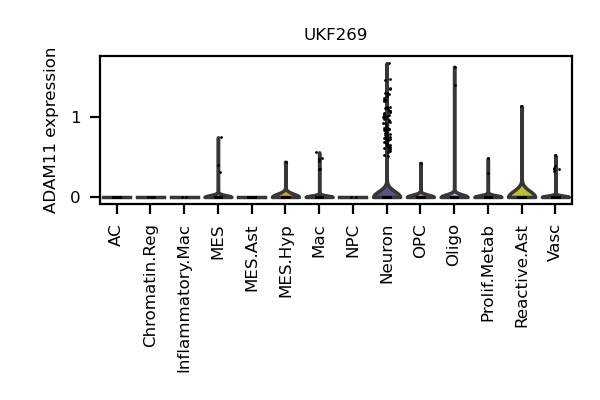 UKF269
ADAM11 expression
1
0
AC
Chromatin.Reg
Inflammatory.Mac
MES
MES.Ast
MES.Hyp
Mac
NPC
Neuron
OPC
Oligo
Prolif.Metab
Reactive.Ast
Vasc